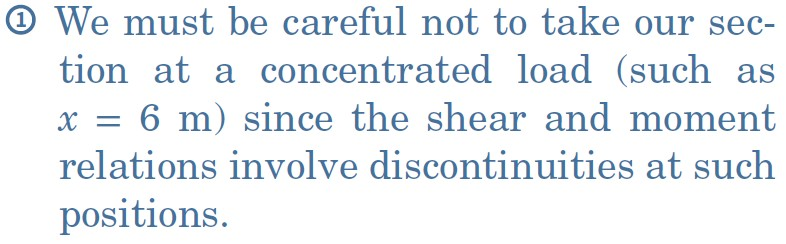 ① We must be careful not to take our sec-
tion at a concentrated load (such as
x = 6 m) since the shear and moment
relations involve discontinuities at such
positions.